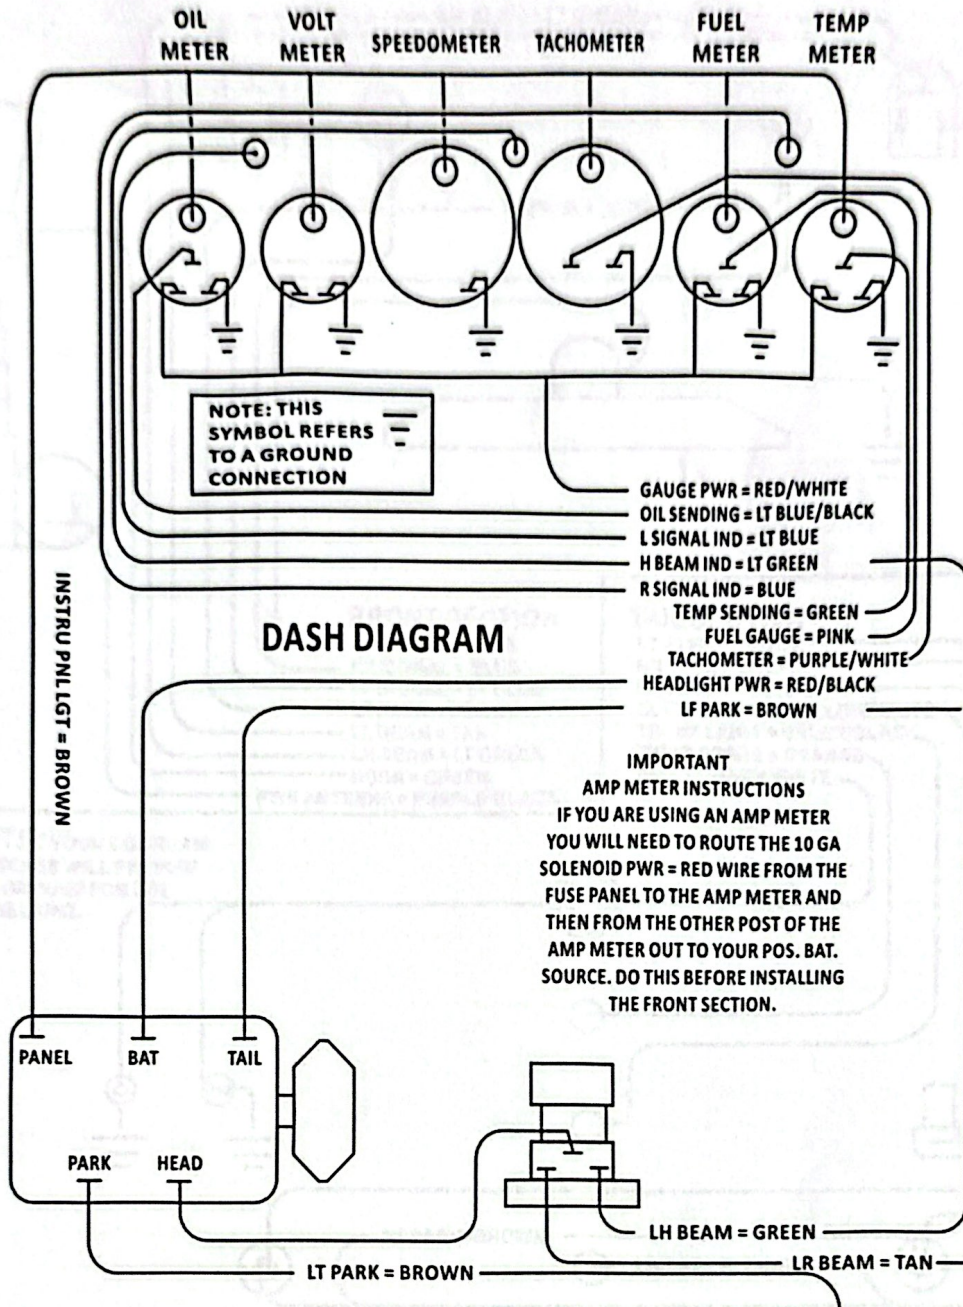 OIL METER
VOLT METER
SPEEDOMETER
TACHOMETER
FUEL METER
TEMP METER
NOTE: THIS
SYMBOL REFERS
TO A GROUND
CONNECTION
GAUGE PWR = RED/WHITE
OIL SENDING = LT BLUE/BLACK
L SIGNAL IND = LT BLUE
H BEAM IND = LT GREEN
R SIGNAL IND = BLUE
TEMP SENDING = GREEN
FUEL GAUGE = PINK
TACHOMETER = PURPLE/WHITE
HEADLIGHT PWR = RED/BLACK
LF PARK = BROWN
DASH DIAGRAM
INSTRU PNL LGT = BROWN
IMPORTANT
AMP METER INSTRUCTIONS
IF YOU ARE USING AN AMP METER
YOU WILL NEED TO ROUTE THE 10 GA
SOLENOID PWR = RED WIRE FROM THE
FUSE PANEL TO THE AMP METER AND
THEN FROM THE OTHER POST OF THE
AMP METER OUT TO YOUR POS. BAT.
SOURCE. DO THIS BEFORE INSTALLING
THE FRONT SECTION.
PANEL
BAT
TAIL
PARK
HEAD
LH BEAM = GREEN
LR BEAM = TAN
LT PARK = BROWN